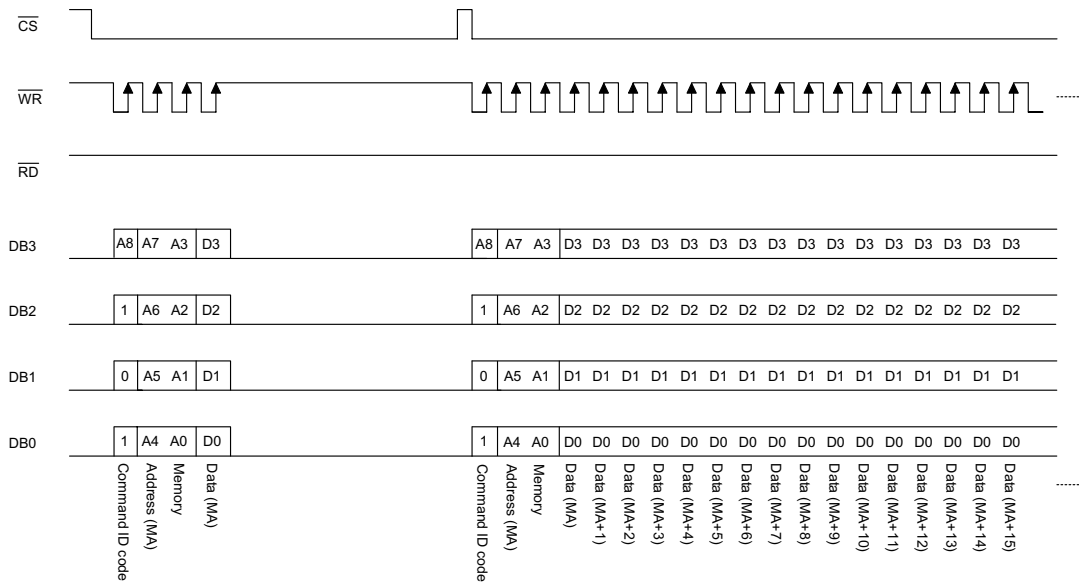 CS
WR
RD
DB3 A8 A7 A3 D3 A8 A7 A3 D3 D3 D3 D3 D3 D3 D3 D3 D3 D3 D3 D3 D3 D3 D3 D3
DB2 1 A6 A2 D2 1 A6 A2 D2 D2 D2 D2 D2 D2 D2 D2 D2 D2 D2 D2 D2 D2 D2 D2
DB1 0 A5 A1 D1 0 A5 A1 D1 D1 D1 D1 D1 D1 D1 D1 D1 D1 D1 D1 D1 D1 D1 D1
DB0 1 A4 A0 D0 1 A4 A0 D0 D0 D0 D0 D0 D0 D0 D0 D0 D0 D0 D0 D0 D0 D0 D0
Command ID code
Address (MA)
Memory
Data (MA)
Command ID code
Address (MA)
Memory
Data (MA)
Data (MA+1)
Data (MA+2)
Data (MA+3)
Data (MA+4)
Data (MA+5)
Data (MA+6)
Data (MA+7)
Data (MA+8)
Data (MA+9)
Data (MA+10)
Data (MA+11)
Data (MA+12)
Data (MA+13)
Data (MA+14)
Data (MA+15)